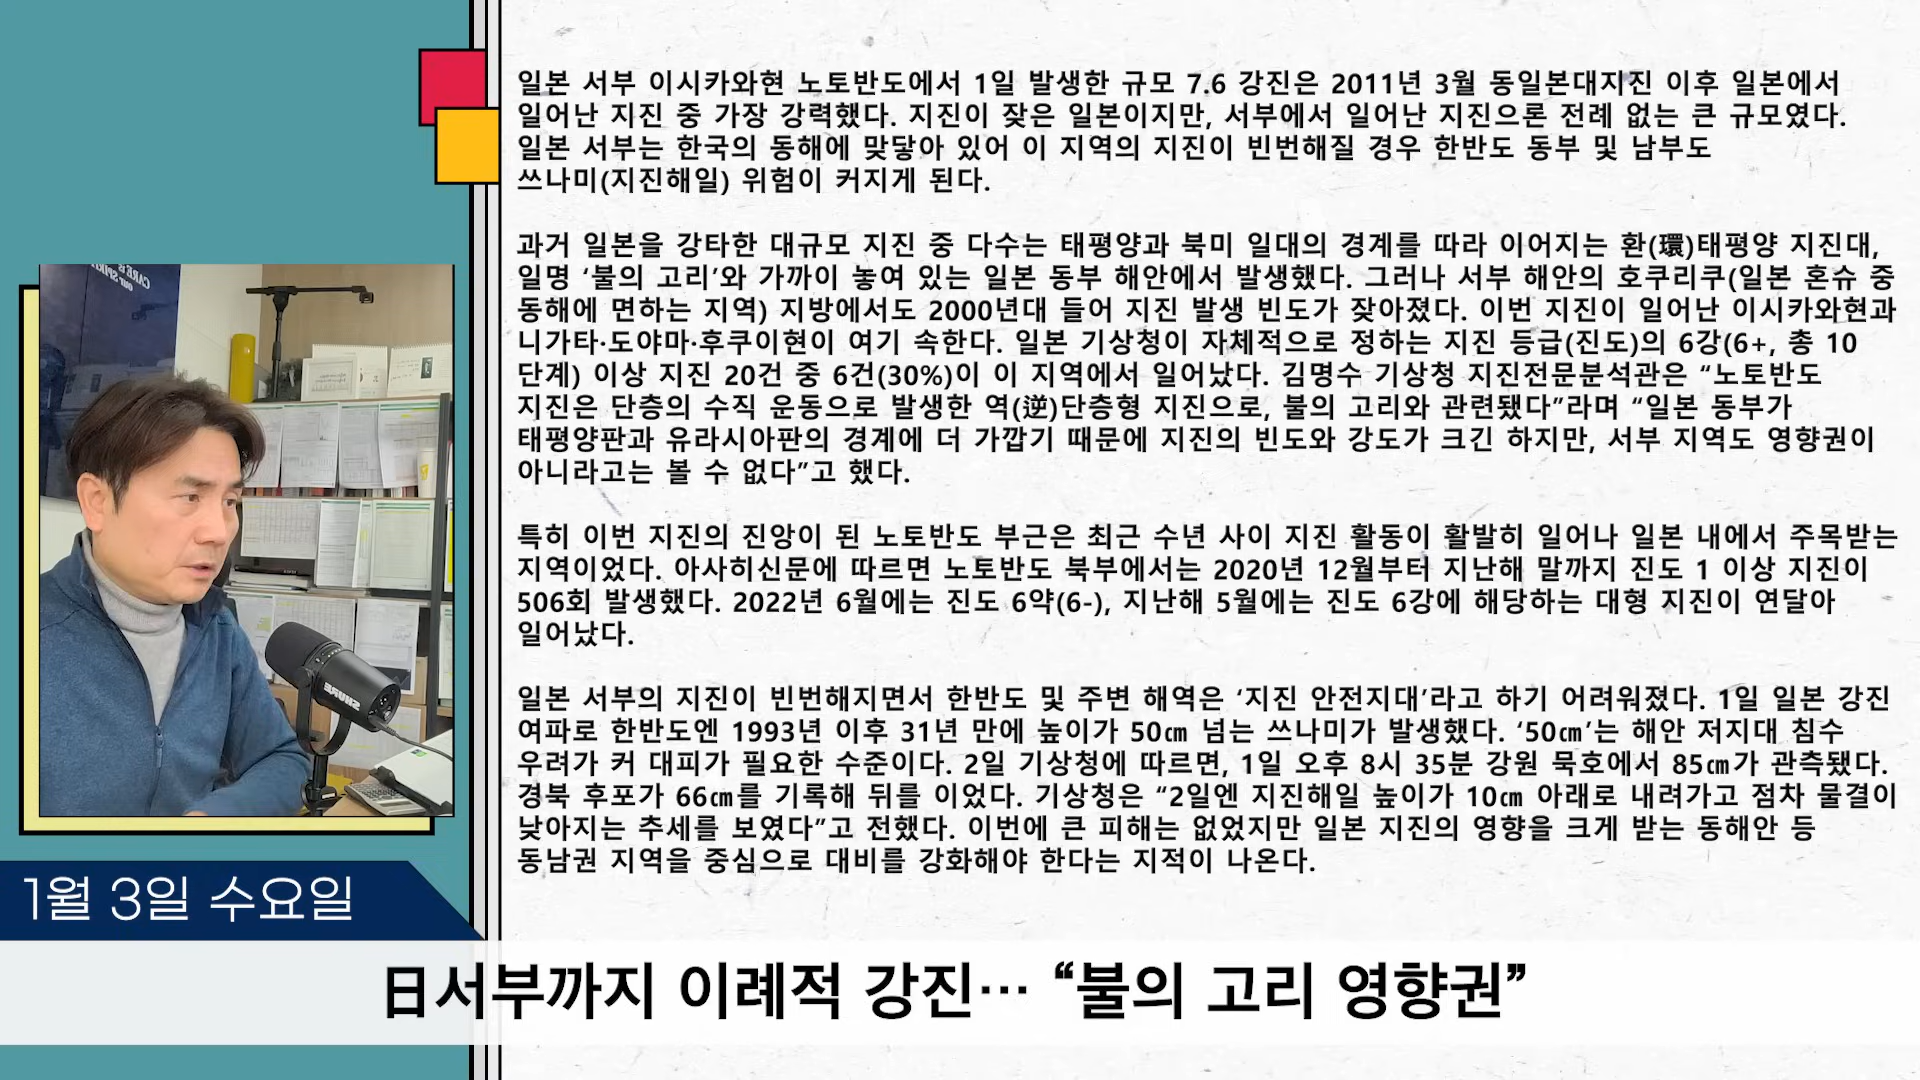 일본 서부 이시카와현 노토반도에서 1일 발생한 규모 7.6 강진은 2011년 3월 동일본대지진 이후 일본에서
일어난 지진 중 가장 강력했다. 지진이 잦은 일본이지만, 서부에서 일어난 지진으론 전례 없는 큰 규모였다.
일본 서부는 한국의 동해에 맞닿아 있어 이 지역의 지진이 빈번해질 경우 한반도 동부 및 남부도
쓰나미(지진해일) 위험이 커지게 된다.
과거 일본을 강타한 대규모 지진 중 다수는 태평양과 북미 일대의 경계를 따라 이어지는 환(環)태평양 지진대,
일명 ‘불의 고리’와 가까이 놓여 있는 일본 동부 해안에서 발생했다. 그러나 서부 해안의 호쿠리쿠(일본 혼슈 중
동해에 면하는 지역) 지방에서도 2000년대 들어 지진 발생 빈도가 잦아졌다. 이번 지진이 일어난 이시카와현과
니가타·도야마·후쿠이현이 여기 속한다. 일본 기상청이 자체적으로 정하는 지진 등급(진도)의 6강(6+, 총 10
단계) 이상 지진 20건 중 6건(30%)이 이 지역에서 일어났다. 김명수 기상청 지진전문분석관은 “노토반도
지진은 단층의 수직 운동으로 발생한 역(逆)단층형 지진으로, 불의 고리와 관련됐다”라며 “일본 동부가
태평양판과 유라시아판의 경계에 더 가깝기 때문에 지진의 빈도와 강도가 크긴 하지만, 서부 지역도 영향권이
아니라고는 볼 수 없다”고 했다.
특히 이번 지진의 진앙이 된 노토반도 부근은 최근 수년 사이 지진 활동이 활발히 일어나 일본 내에서 주목받는
지역이었다. 아사히신문에 따르면 노토반도 북부에서는 2020년 12월부터 지난해 말까지 진도 1 이상 지진이
506회 발생했다. 2022년 6월에는 진도 6약(6-), 지난해 5월에는 진도 6강에 해당하는 대형 지진이 연달아
일어났다.
일본 서부의 지진이 빈번해지면서 한반도 및 주변 해역은 ‘지진 안전지대’라고 하기 어려워졌다. 1일 일본 강진
여파로 한반도엔 1993년 이후 31년 만에 높이가 50㎝ 넘는 쓰나미가 발생했다. ‘50㎝’는 해안 저지대 침수
우려가 커 대피가 필요한 수준이다. 2일 기상청에 따르면, 1일 오후 8시 35분 강원 묵호에서 85㎝가 관측됐다.
경북 후포가 66㎝를 기록해 뒤를 이었다. 기상청은 “2일엔 지진해일 높이가 10㎝ 아래로 내려가고 점차 물결이
낮아지는 추세를 보였다”고 전했다. 이번에 큰 피해는 없었지만 일본 지진의 영향을 크게 받는 동해안 등
동남권 지역을 중심으로 대비를 강화해야 한다는 지적이 나온다.
SHURE
1월 3일 수요일
日서부까지 이례적 강진… “불의 고리 영향권”